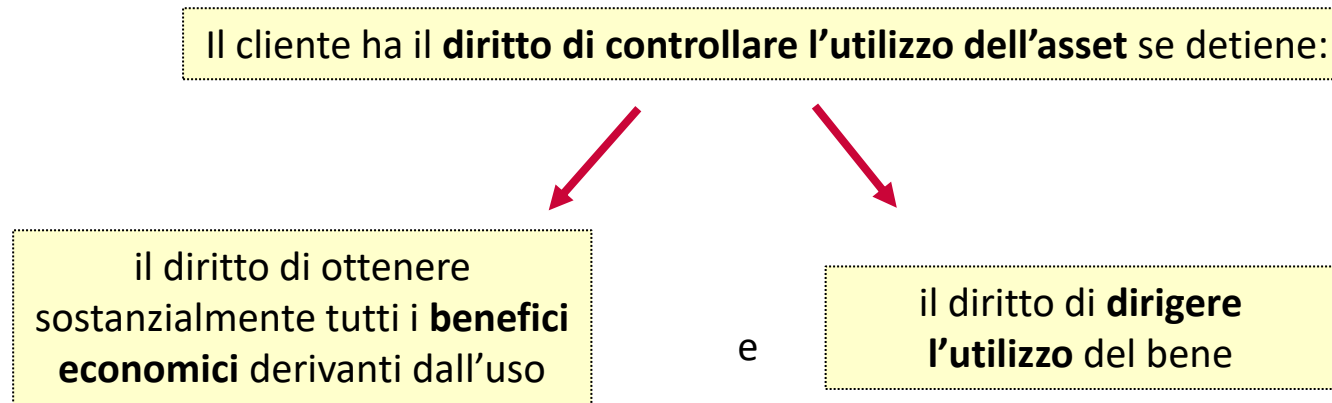 Il cliente ha il diritto di controllare l’utilizzo dell’asset se detiene:
il diritto di ottenere
sostanzialmente tutti i benefici
economici derivanti dall’uso
e
il diritto di dirigere
l’utilizzo del bene